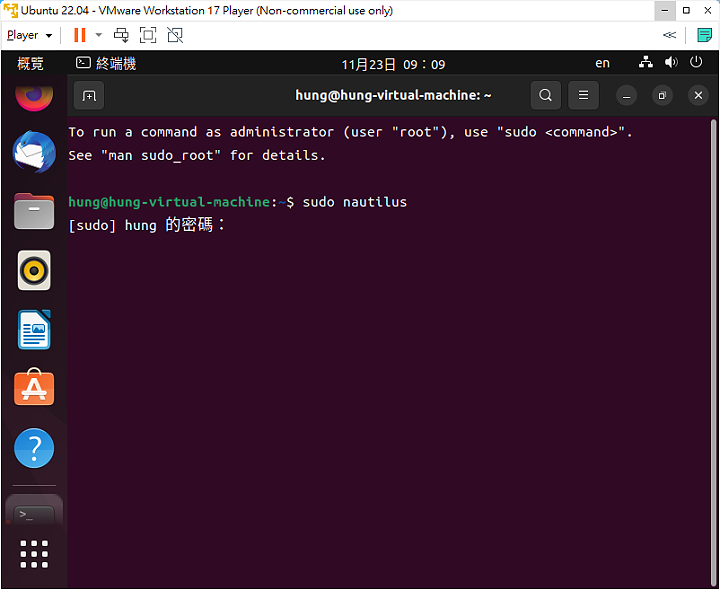 Ubuntu 22.04 - VMware Workstation 17 Player (Non-commercial use only)
Player
概覽 終端機 11月23日 09：09 en
hung@hung-virtual-machine: ~
To run a command as administrator (user "root"), use "sudo <command>".
See "man sudo_root" for details.
hung@hung-virtual-machine:~$ sudo nautilus
[sudo] hung 的密碼：